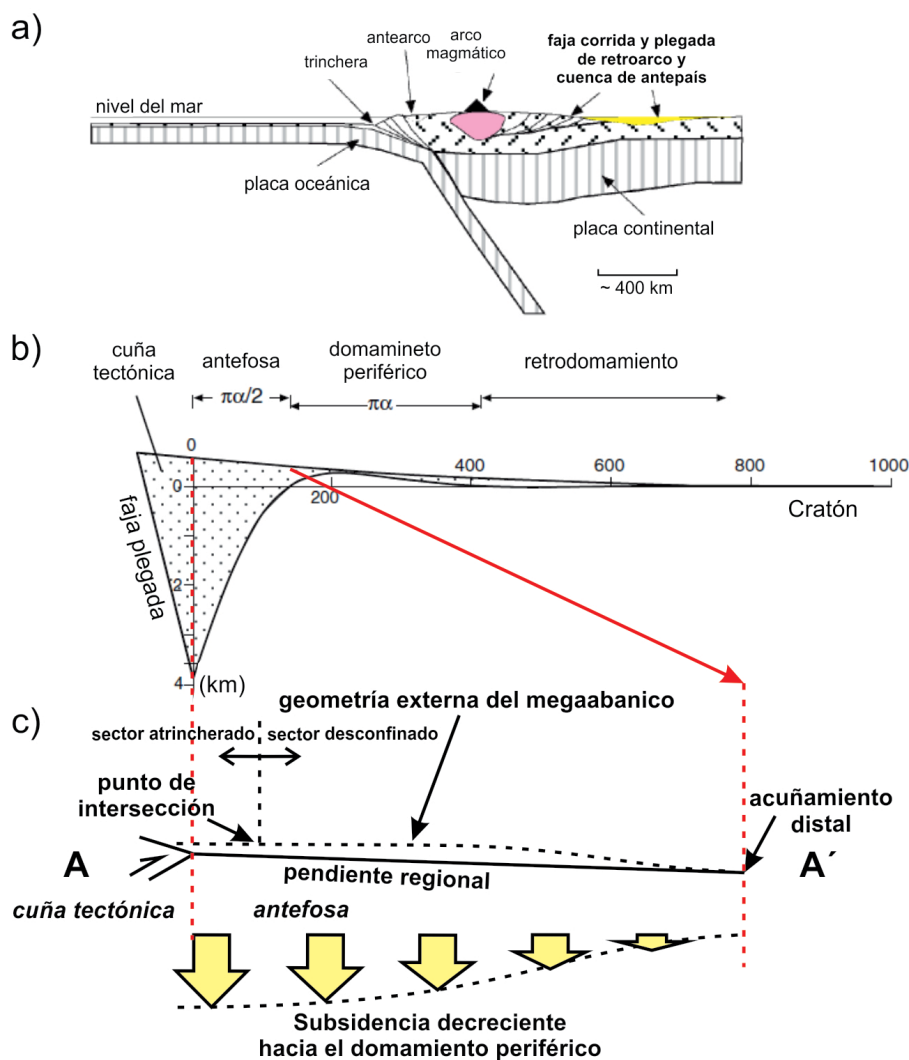 a)
antearco
arco
magmático
faja corrida y plegada
de retroarco y
cuenca de antepaís
trinchera
nivel del mar
placa oceánica
placa continental
~ 400 km
b)
cuña
tectónica
antefosa
domamineto
periférico
retrodomamiento
πα/2
πα
0
400
600
800
1000
0
200
Cratón
faja plegada
2
4
(km)
c)
geometría externa del megaabanico
sector atrincherado
sector desconfinado
punto de
intersección
acuñamiento
distal
A
A´
pendiente regional
cuña tectónica
antefosa
Subsidencia decreciente
hacia el domamiento periférico